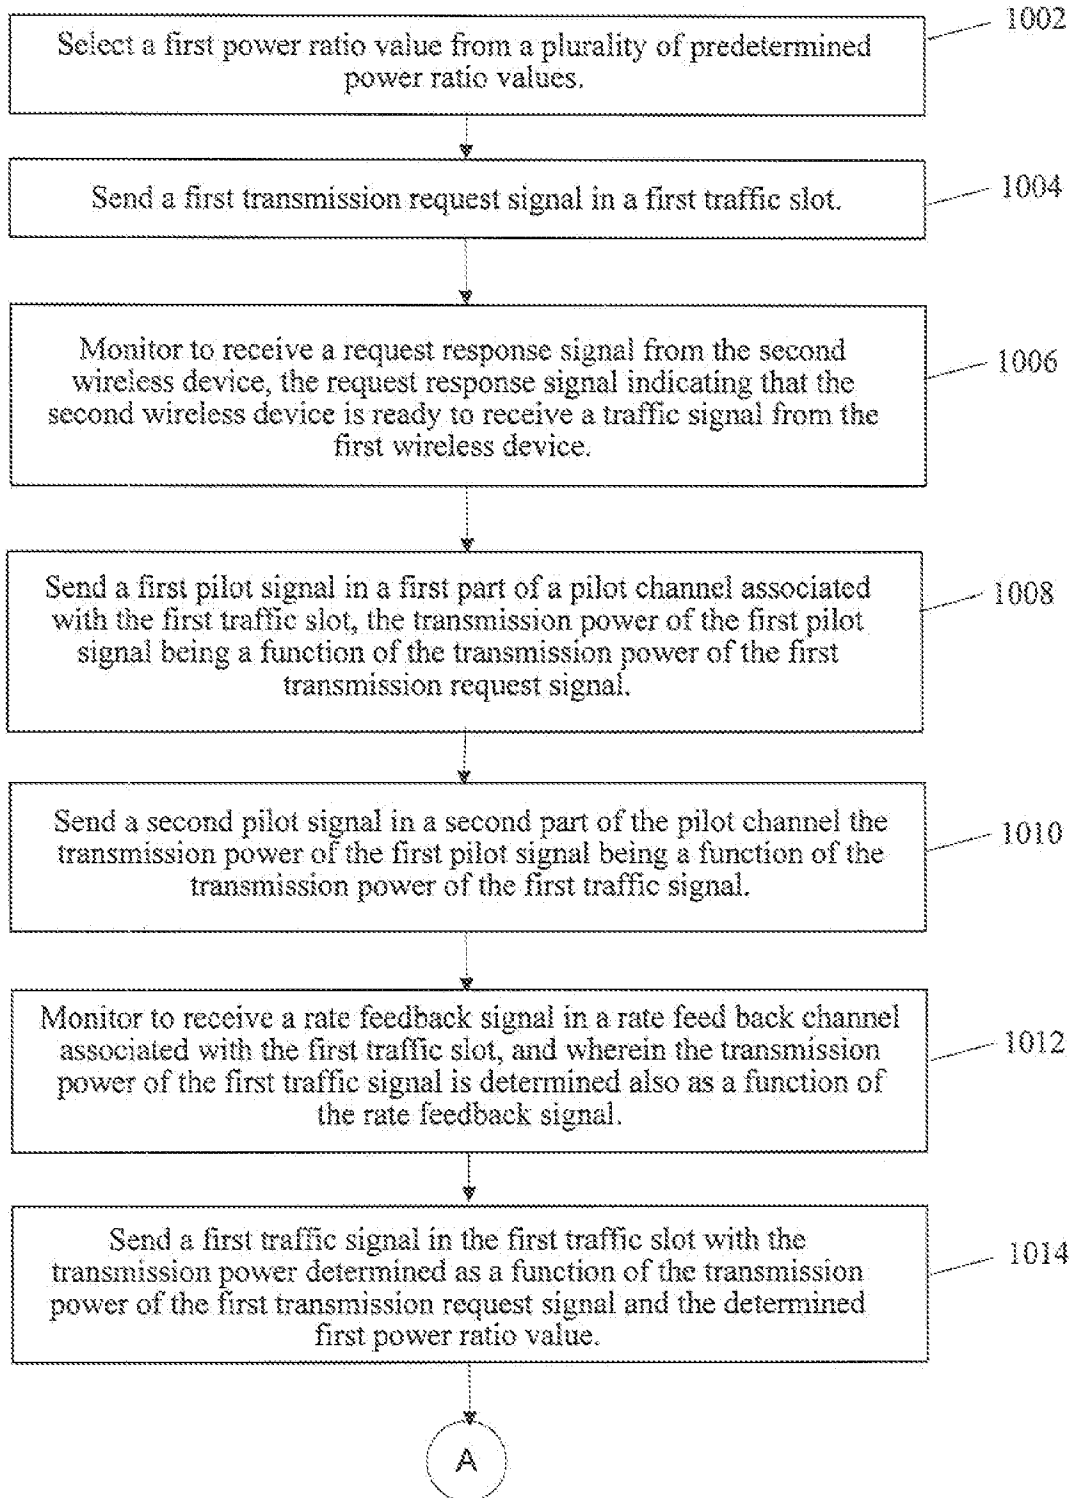 Select a first power ratio value from a plurality of predetermined
power ratio values.
1002
Send a first transmission request signal in a first traffic slot.
1004
Monitor to receive a request response signal from the second
wireless device, the request response signal indicating that the
second wireless device is ready to receive a traffic signal from the
first wireless device.
1006
Send a first pilot signal in a first part of a pilot channel associated
with the first traffic slot, the transmission power of the first pilot
signal being a function of the transmission power of the first
transmission request signal.
1008
Send a second pilot signal in a second part of the pilot channel the
transmission power of the first pilot signal being a function of the
transmission power of the first traffic signal.
1010
Monitor to receive a rate feedback signal in a rate feed back channel
associated with the first traffic slot, and wherein the transmission
power of the first traffic signal is determined also as a function of
the rate feedback signal.
1012
Send a first traffic signal in the first traffic slot with the
transmission power determined as a function of the transmission
power of the first transmission request signal and the determined
first power ratio value.
1014
A